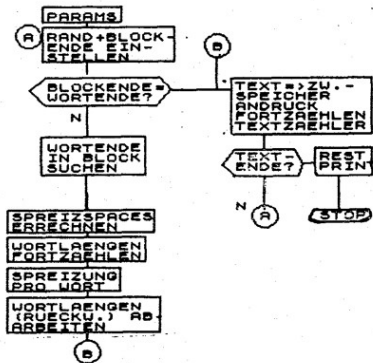 PARAMS
A
RAND+BLOCK-
ENDE EIN-
STELLEN
BLOCKENDE=
WORTENDE?
N
WORTENDE
IN BLOCK
SUCHEN
SPREIZSPACES
ERRECHNEN
WORTLAENGEN
FORTZAEHLEN
SPREIZUNG
PRO WORT
WORTLAENGEN
(RUECKW.) AB
ARBEITEN
B
B
TEXT=>ZW.-
SPEICHER
ANDRUCK
FORTZAEHLEN
TEXTZAEHLER
TEXT-
ENDE?
REST
PRIN
N
A
STOP